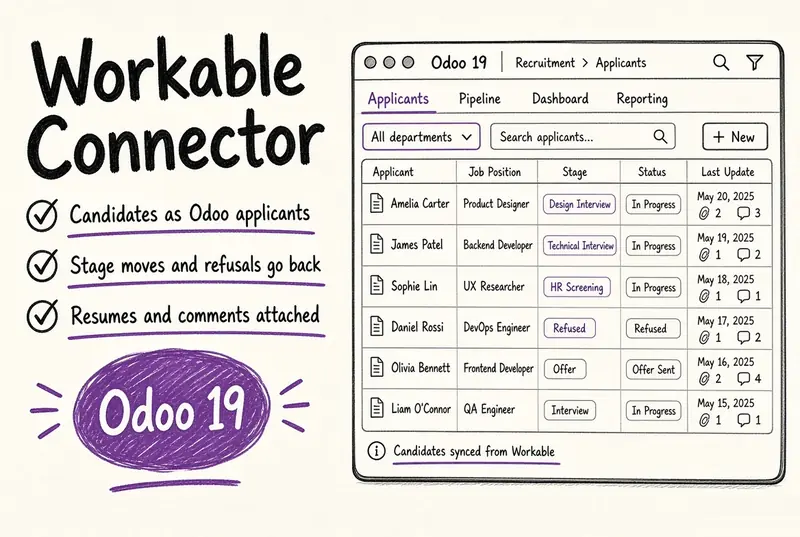 Workable
Connector
Candidates as Odoo applicants
Stage moves and refusals go back
Resumes and comments attached
Odoo 19
Odoo 19 | Recruitment > Applicants
Applicants Pipeline Dashboard Reporting
All departments Search applicants... + New
Applicant Job Position Stage Status Last Update
Amelia Carter Product Designer Design Interview In Progress May 20, 2025
2 3
James Patel Backend Developer Technical Interview In Progress May 19, 2025
1 2
Sophie Lin UX Researcher HR Screening In Progress May 18, 2025
1 1
Daniel Rossi DevOps Engineer Refused Refused May 17, 2025
1 2
Olivia Bennett Frontend Developer Offer Offer Sent May 16, 2025
2 4
Liam O'Connor QA Engineer Interview In Progress May 15, 2025
1 1
Candidates synced from Workable